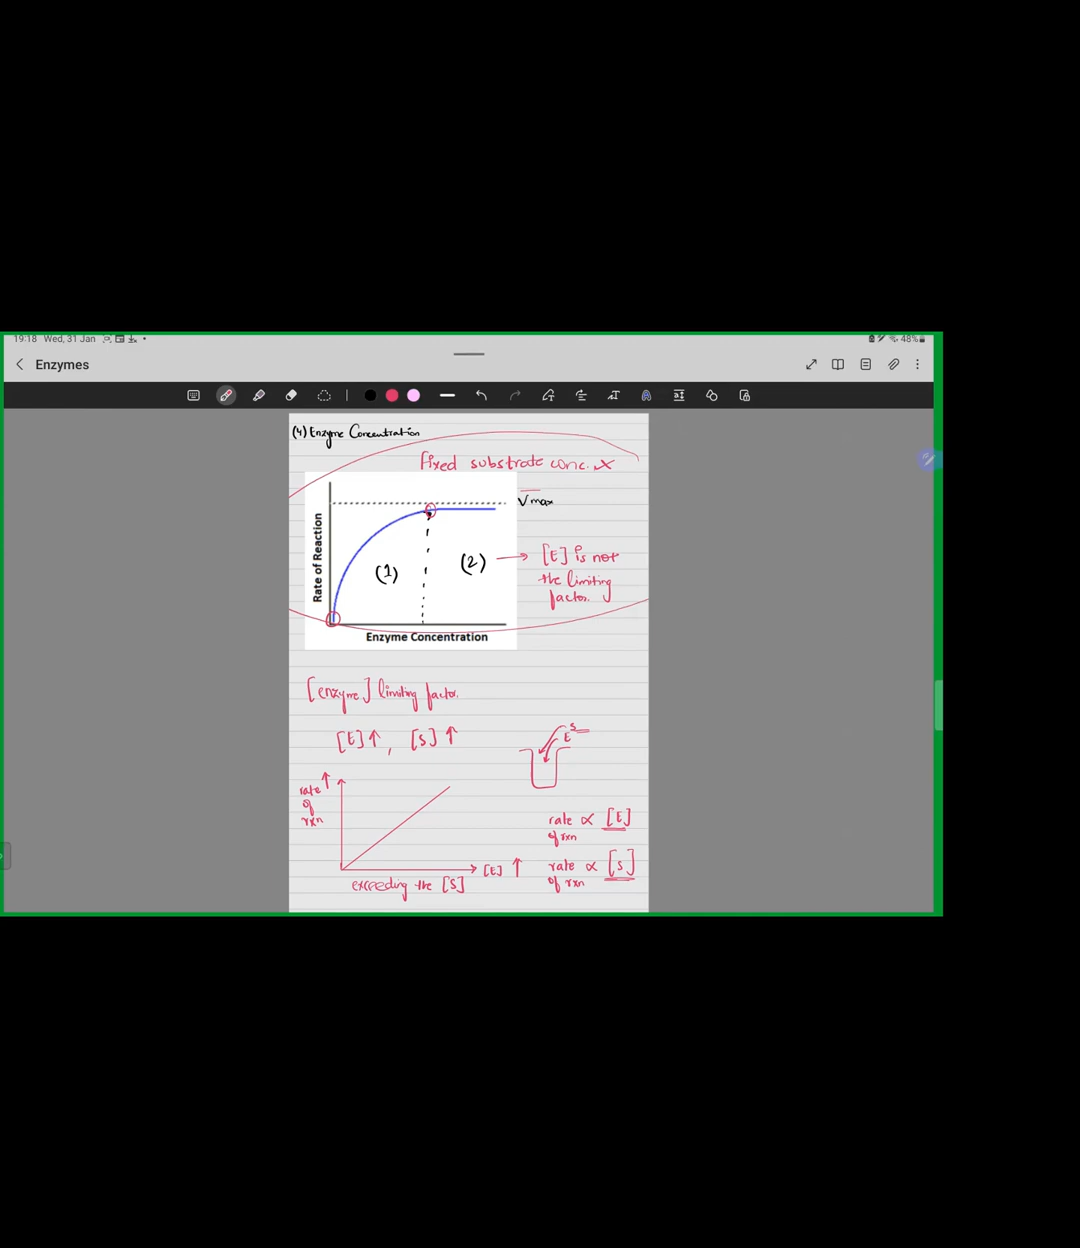 19:18 Wed, 31 Jan
48%
Enzymes
(4) Enzyme Concentration
fixed substrate conc. X
Vmax
Rate of Reaction
(1)
(2)
[E] is not
the limiting
factor.
Enzyme Concentration
[enzyme] limiting factor.
[E]↑, [S]↑
S
E
rate ↑
of
rxn
rate ∝ [E]
of rxn
[E] ↑
rate ∝ [S]
of rxn
exceeding the [S]